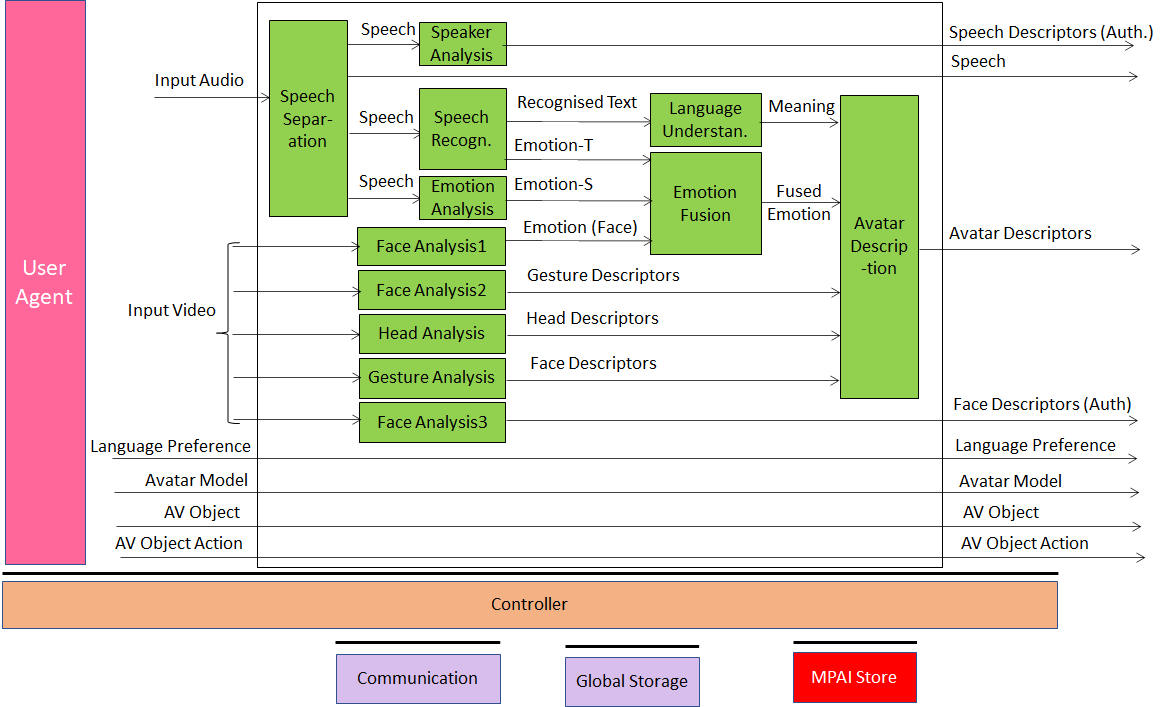 Speech
Speaker
Analysis
Speech Descriptors (Auth.)
Speech
Input Audio
Speech
Separ-
ation
Speech
Speech
Recogn.
Recognised Text
Language
Understan.
Meaning
Emotion-T
Speech
Emotion
Analysis
Emotion-S
Emotion
Fusion
Fused
Emotion
Avatar
Descrip
-tion
Avatar Descriptors
User
Agent
Input Video
Face Analysis1
Emotion (Face)
Face Analysis2
Gesture Descriptors
Head Analysis
Head Descriptors
Gesture Analysis
Face Descriptors
Face Analysis3
Face Descriptors (Auth)
Language Preference
Language Preference
Avatar Model
Avatar Model
AV Object
AV Object
AV Object Action
AV Object Action
Controller
Communication
Global Storage
MPAI Store